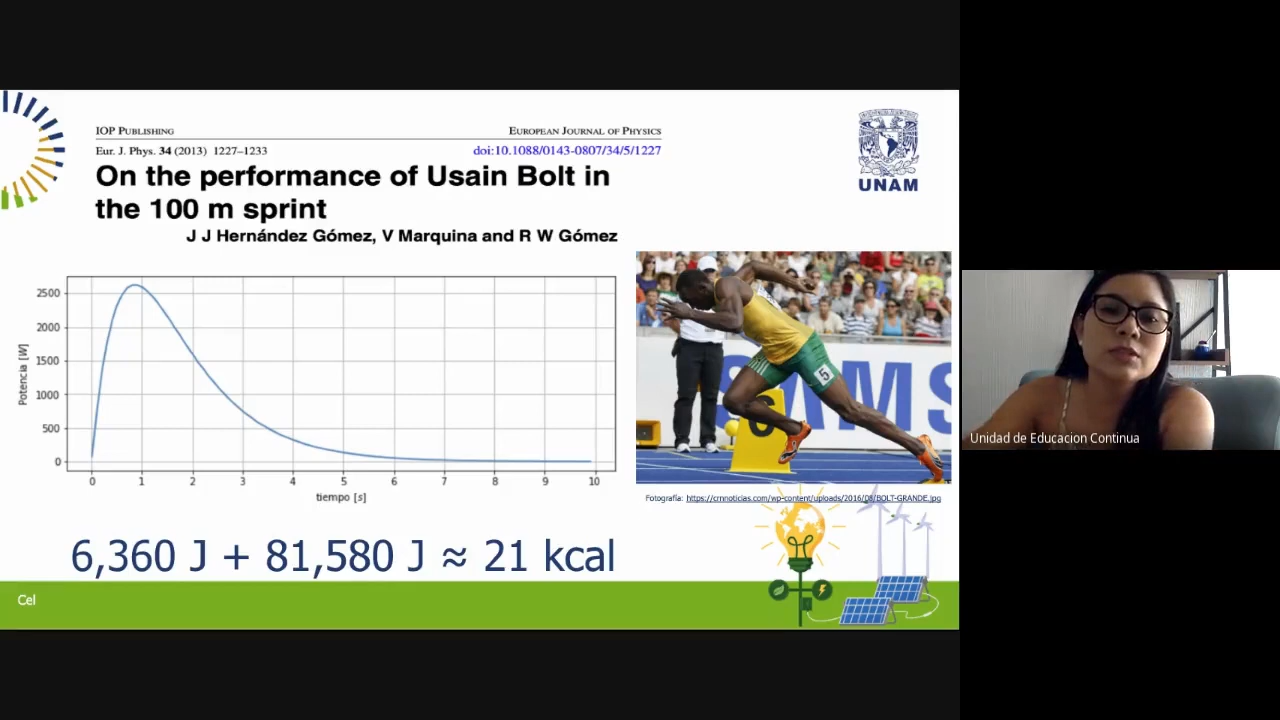 IOP PUBLISHING
EUROPEAN JOURNAL OF PHYSICS
Eur. J. Phys. 34 (2013) 1227–1233
doi:10.1088/0143-0807/34/5/1227
On the performance of Usain Bolt in
the 100 m sprint
J J Hernández Gómez, V Marquina and R W Gómez
UNAM
Potencia [W]
2500
2000
1500
1000
500
0
0 1 2 3 4 5 6 7 8 9 10
tiempo [s]
5
6
SAMS
Fotografía: https://cnnoticias.com/wp-content/uploads/2016/08/BOLT-GRANDE.jpg
6,360 J + 81,580 J ≈ 21 kcal
Cel
Unidad de Educacion Continua